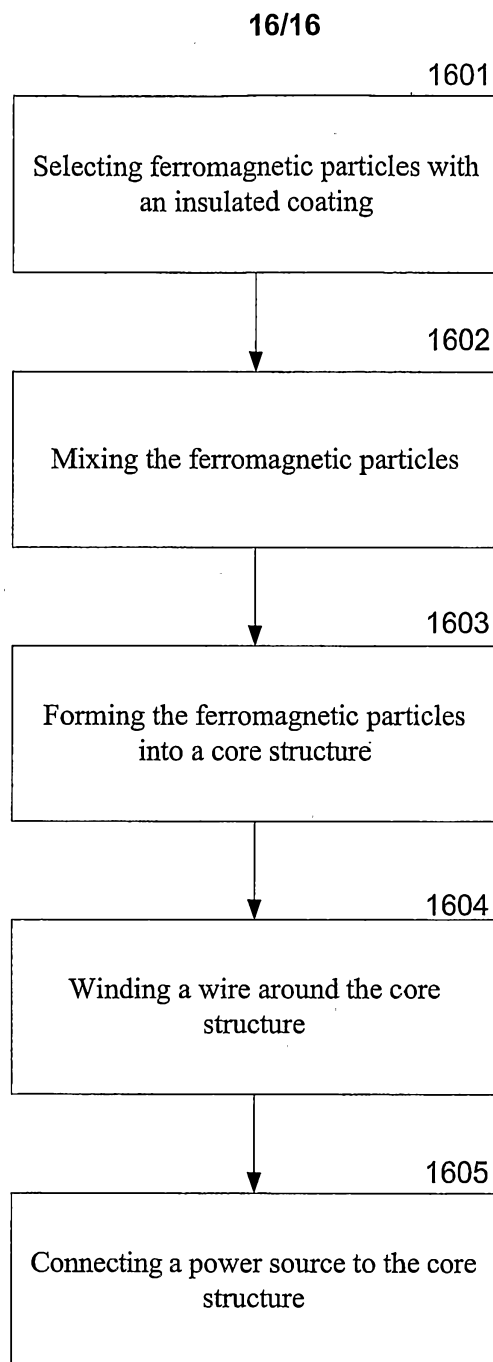 16/16
1601
Selecting ferromagnetic particles with
an insulated coating
1602
Mixing the ferromagnetic particles
1603
Forming the ferromagnetic particles
into a core structure
1604
Winding a wire around the core
structure
1605
Connecting a power source to the core
structure